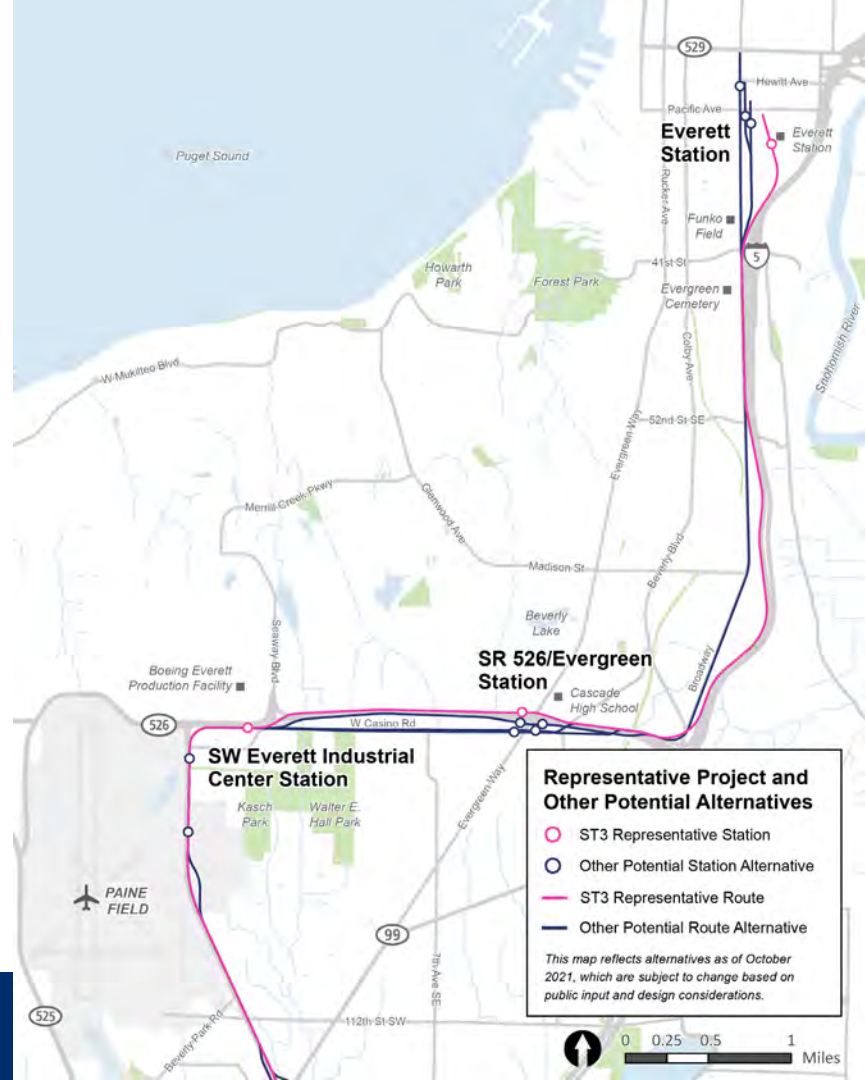 529
Hewitt Ave
Pacific Ave
Everett
Station
Everett
Station
Puget Sound
Rucker Ave
Funko
Field
5
41st St
Howarth
Park
Forest Park
Evergreen
Cemetery
Snohomish River
Colby Ave
W Mukilteo Blvd
52nd St SE
Evergreen Way
Glenwood Ave
Merrill Creek Pkwy
Madison St
Beverly Blvd
Beverly
Lake
Seaway Blvd
SR 526/Evergreen
Station
Broadway
Boeing Everett
Production Facility
Cascade
High School
526
W Casino Rd
SW Everett Industrial
Center Station
Kasch
Park
Walter E.
Hall Park
Evergreen Way
PAINE
FIELD
99
7th Ave SE
525
Beverly Park Rd
112th St SW
Representative Project and
Other Potential Alternatives
ST3 Representative Station
Other Potential Station Alternative
ST3 Representative Route
Other Potential Route Alternative
This map reflects alternatives as of October
2021, which are subject to change based on
public input and design considerations.
0 0.25 0.5 1
Miles